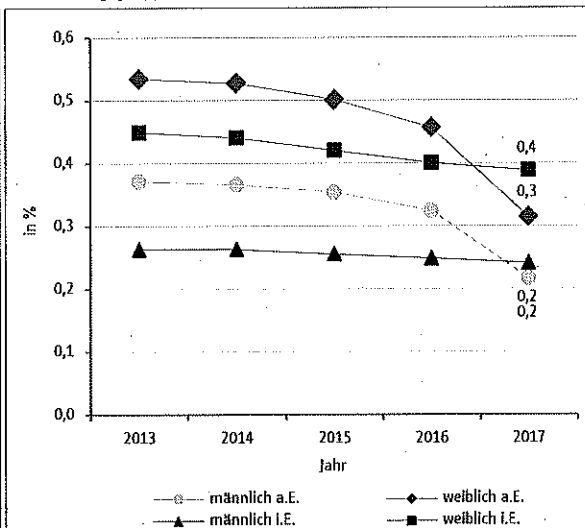 0,6
0,5
0,4
0,3
0,2
0,1
0,0
in %
0,4
0,3
0,2
0,2
2013 2014 2015 2016 2017
Jahr
männlich a.E. weiblich a.E.
männlich i.E. weiblich i.E.